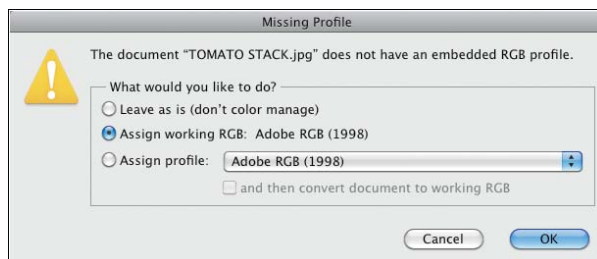 Missing Profile
The document “TOMATO STACK.jpg” does not have an embedded RGB profile.
What would you like to do?
Leave as is (don’t color manage)
Assign working RGB: Adobe RGB (1998)
Assign profile: Adobe RGB (1998)
and then convert document to working RGB
Cancel OK